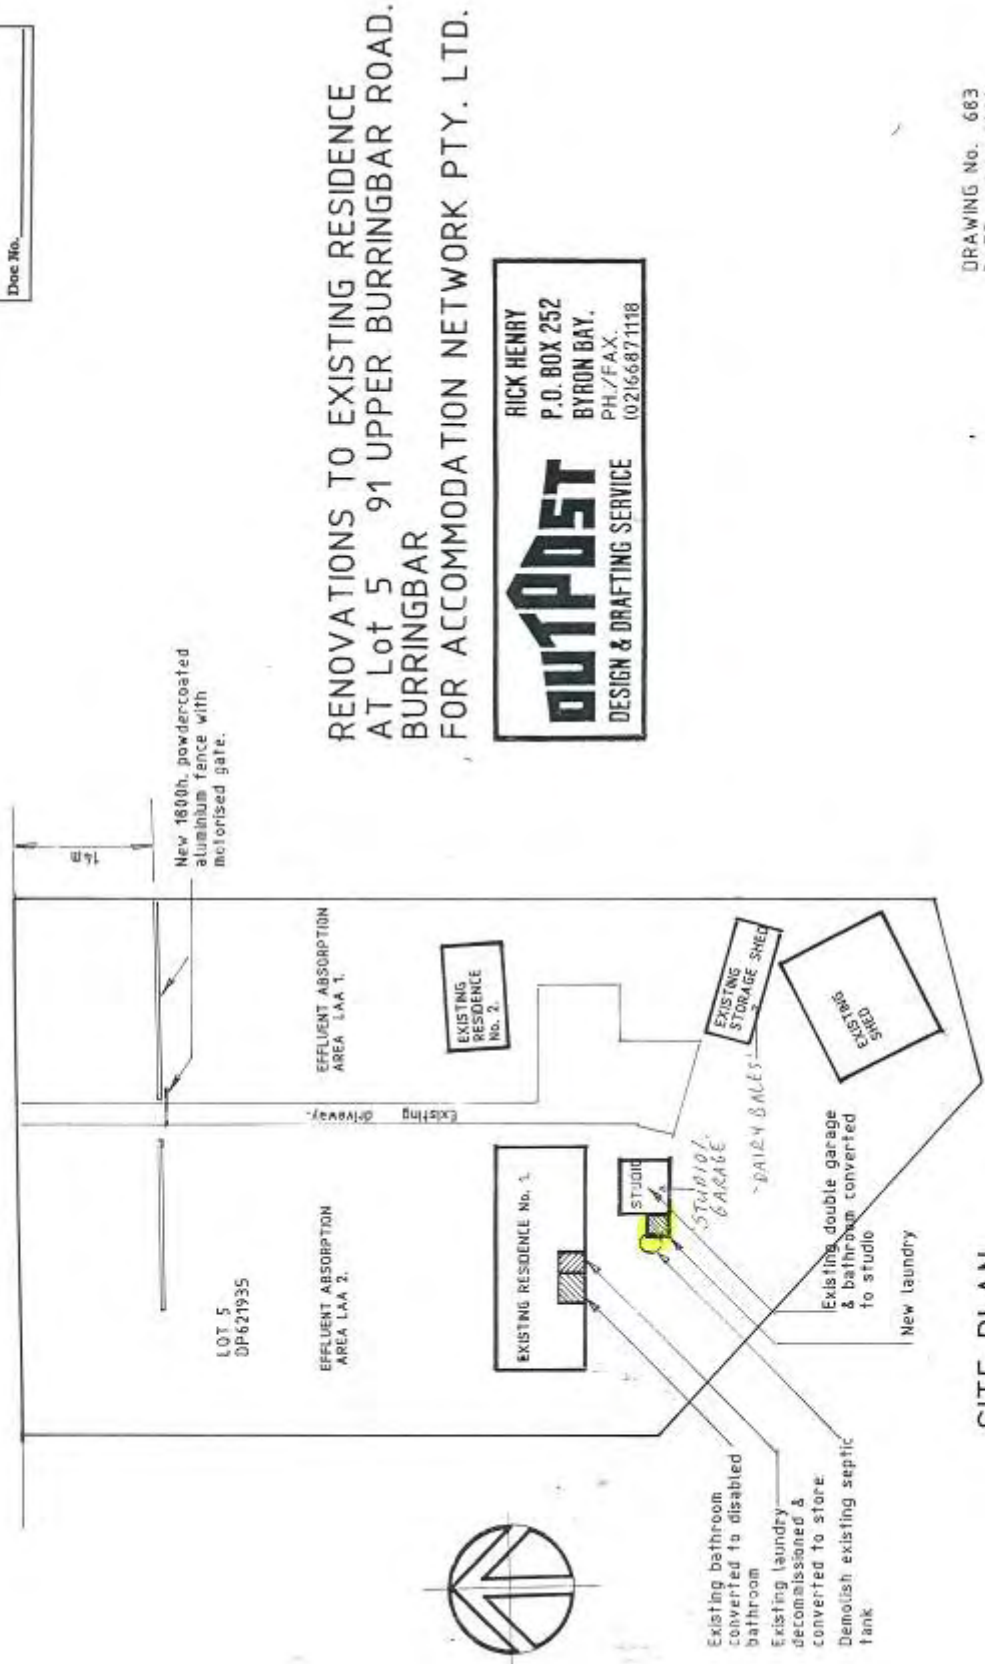 Doc No.
RENOVATIONS TO EXISTING RESIDENCE
AT Lot 5 91 UPPER BURRINGBAR ROAD.
BURRINGBAR
FOR ACCOMMODATION NETWORK PTY. LTD.
OUTPOST
DESIGN & DRAFTING SERVICE
RICK HENRY
P.O. BOX 252
BYRON BAY.
PH./FAX.
(02)66871118
DRAWING No. 683
14m
New 1800h. powdercoated
aluminium fence with
motorised gate.
LOT 5
DP621935
EFFLUENT ABSORPTION
AREA LAA 2.
EFFLUENT ABSORPTION
AREA LAA 1.
Existing
driveway.
EXISTING RESIDENCE No. 1.
EXISTING
RESIDENCE
No. 2.
STUDIO
STUDIO/
GARAGE
EXISTING
STORAGE SHED
DAIRY BALES
EXISTING
SHED
Existing bathroom
converted to disabled
bathroom
Existing laundry
decommissioned &
converted to store
Demolish existing septic
tank
Existing double garage
& bathroom converted
to studio
New laundry
SITE PLAN